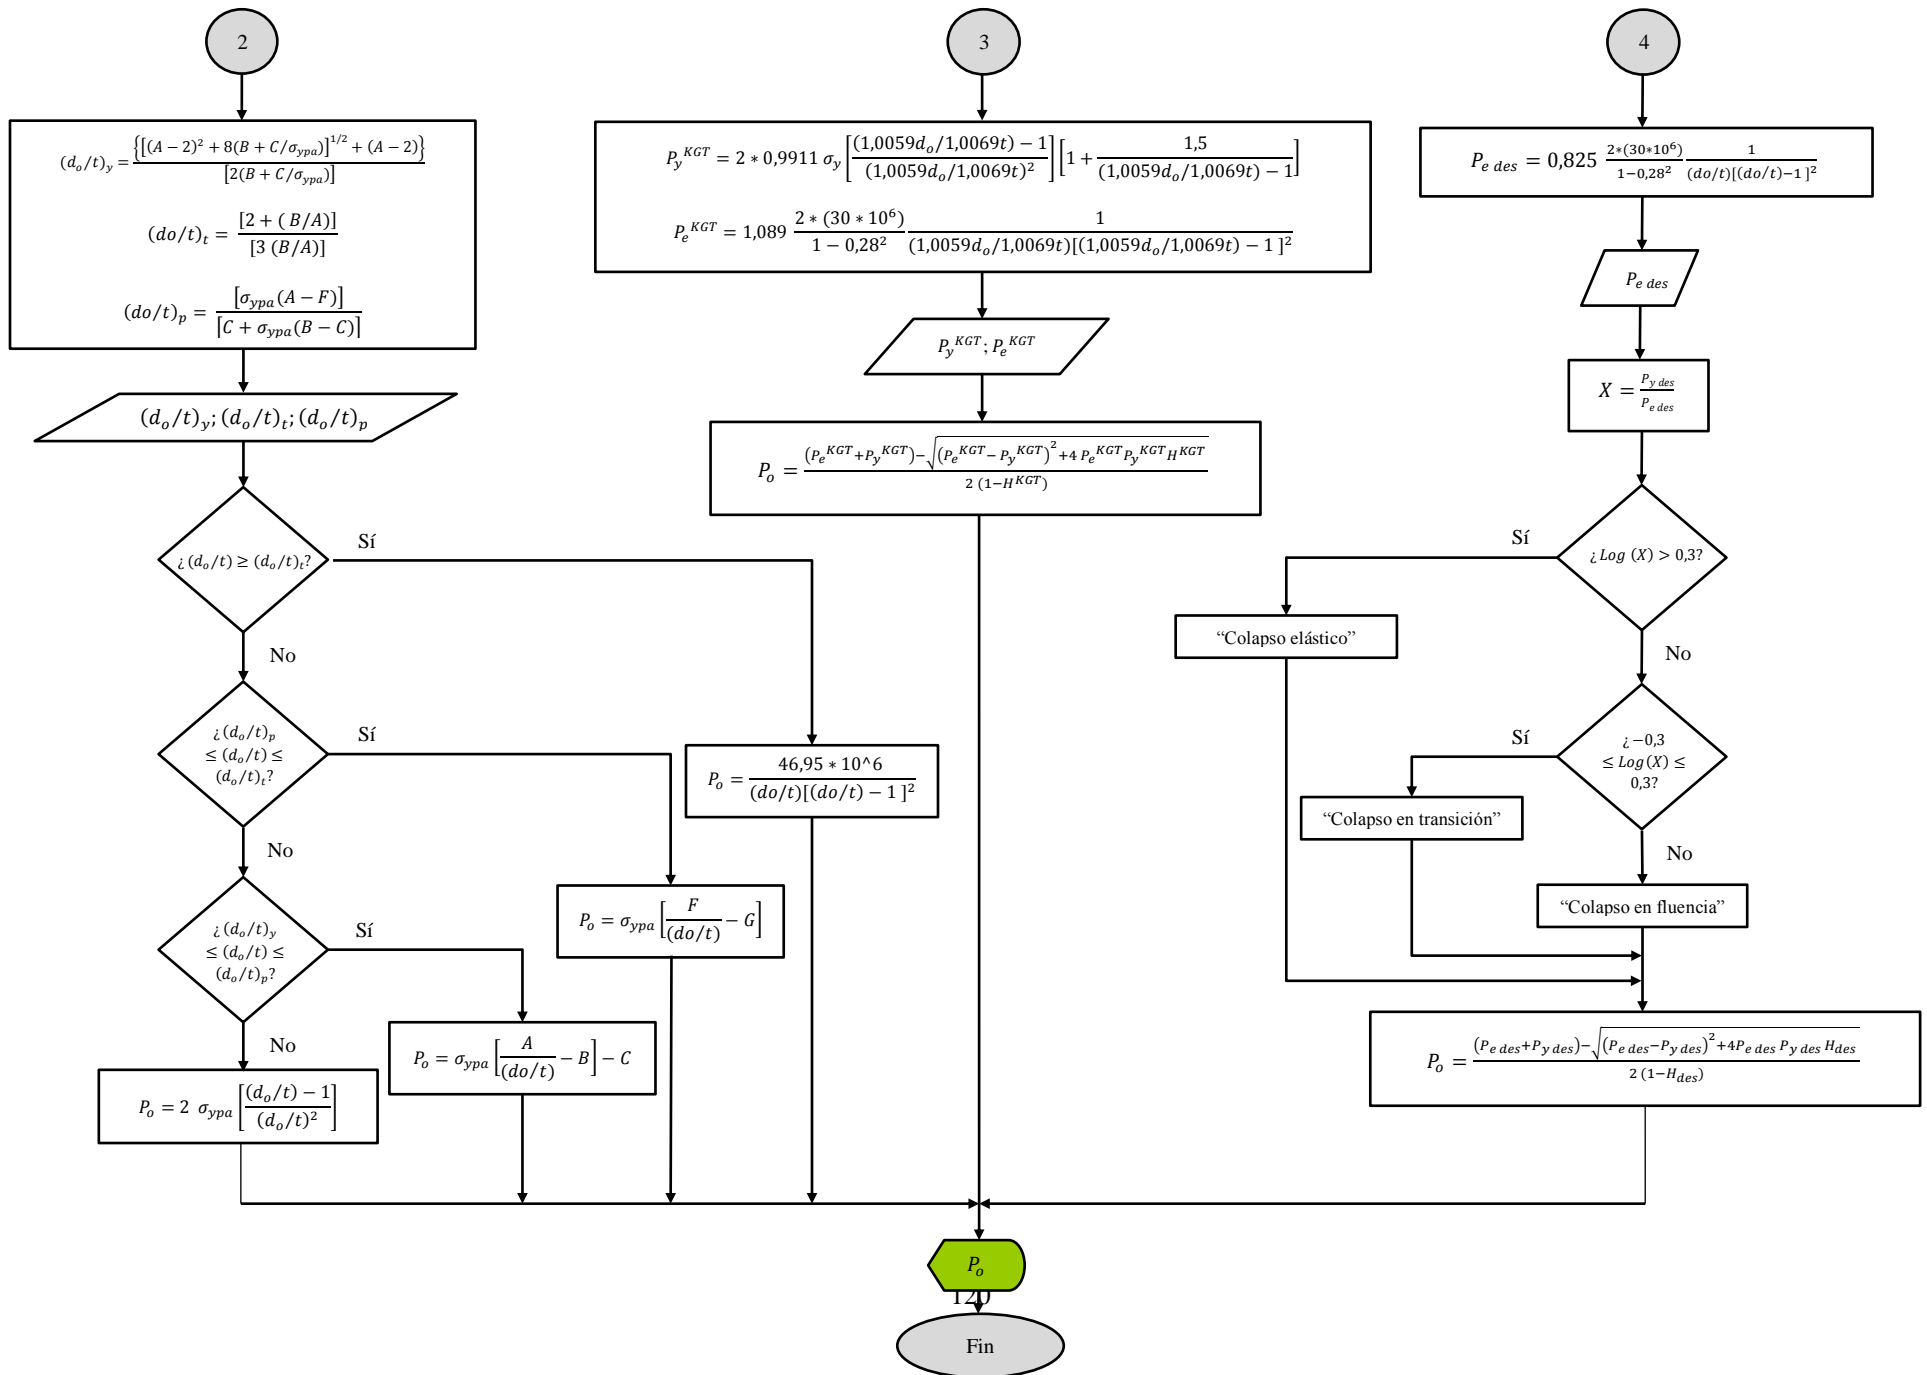 2
(d_o/t)_y = {[(A − 2)^2 + 8(B + C/σ_ypa)]^1/2 + (A − 2)} / [2(B + C/σ_ypa)]
(do/t)_t = [2 + ( B/A)] / [3 (B/A)]
(do/t)_p = [σ_ypa(A − F)] / [C + σ_ypa(B − C)]
(d_o/t)_y; (d_o/t)_t; (d_o/t)_p
¿(d_o/t) ≥ (d_o/t)_t?
Sí
No
¿(d_o/t)_p
≤ (d_o/t) ≤
(d_o/t)_t?
Sí
No
¿(d_o/t)_y
≤ (d_o/t) ≤
(d_o/t)_p?
Sí
No
P_o = 2 σ_ypa [((d_o/t) − 1) / (d_o/t)^2]
P_o = σ_ypa [A / (do/t) − B] − C
P_o = σ_ypa [F / (do/t) − G]
P_o = 46,95 * 10^6 / (do/t)[(do/t) − 1 ]^2
3
P_y^KGT = 2 * 0,9911 σ_y [((1,0059d_o/1,0069t) − 1) / (1,0059d_o/1,0069t)^2] [1 + 1,5 / ((1,0059d_o/1,0069t) − 1)]
P_e^KGT = 1,089 (2 * (30 * 10^6)) / (1 − 0,28^2) 1 / (1,0059d_o/1,0069t)[(1,0059d_o/1,0069t) − 1 ]^2
P_y^KGT; P_e^KGT
P_o = ((P_e^KGT+P_y^KGT)−√((P_e^KGT− P_y^KGT)^2+4 P_e^KGT P_y^KGT H^KGT)) / 2 (1−H^KGT)
4
P_e des = 0,825 (2*(30*10^6)) / (1−0,28^2) 1 / (do/t)[(do/t)−1 ]^2
P_e des
X = P_y des / P_e des
¿Log (X) > 0,3?
Sí
“Colapso elástico”
No
¿−0,3
≤ Log(X) ≤
0,3?
Sí
“Colapso en transición”
No
“Colapso en fluencia”
P_o = ((P_e des+P_y des)−√((P_e des−P_y des)^2+4P_e des P_y des H_des)) / 2 (1−H_des)
P_o
120
Fin